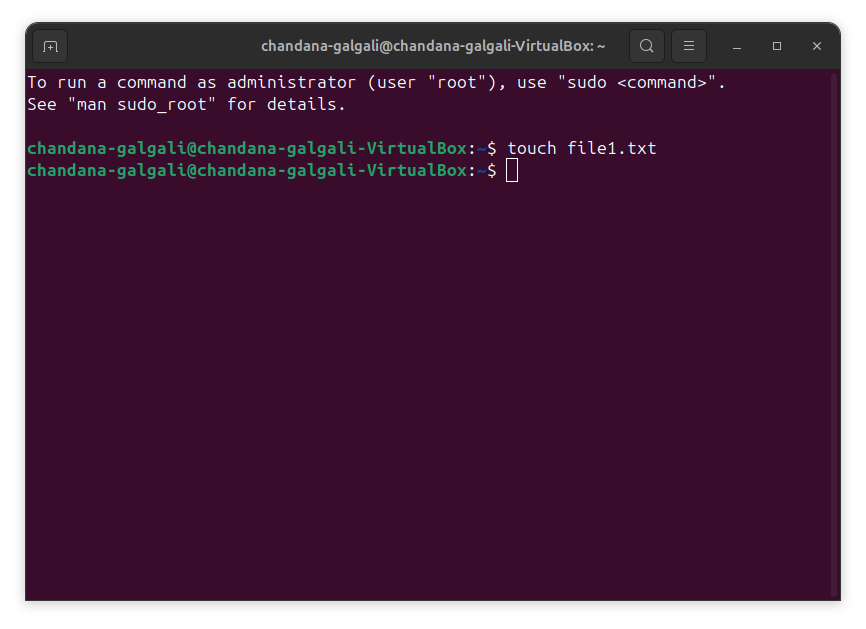 chandana-galgali@chandana-galgali-VirtualBox: ~
To run a command as administrator (user "root"), use "sudo <command>".
See "man sudo_root" for details.
chandana-galgali@chandana-galgali-VirtualBox:~$ touch file1.txt
chandana-galgali@chandana-galgali-VirtualBox:~$